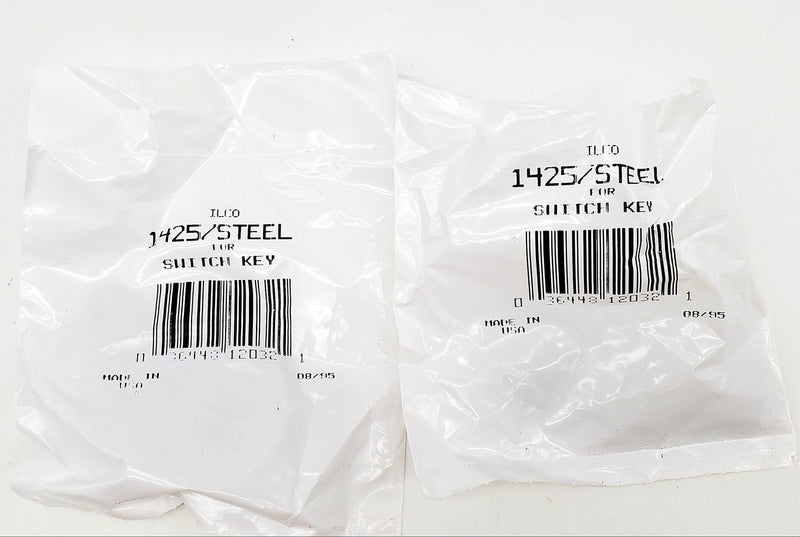 ILCO
1425/STEEL
FOR
SWITCH KEY
0 36448 12032 1
MADE IN
USA
08/95
ILCO
1425/STEEL
FOR
SWITCH KEY
0 36448 12032 1
MADE IN
USA
08/95